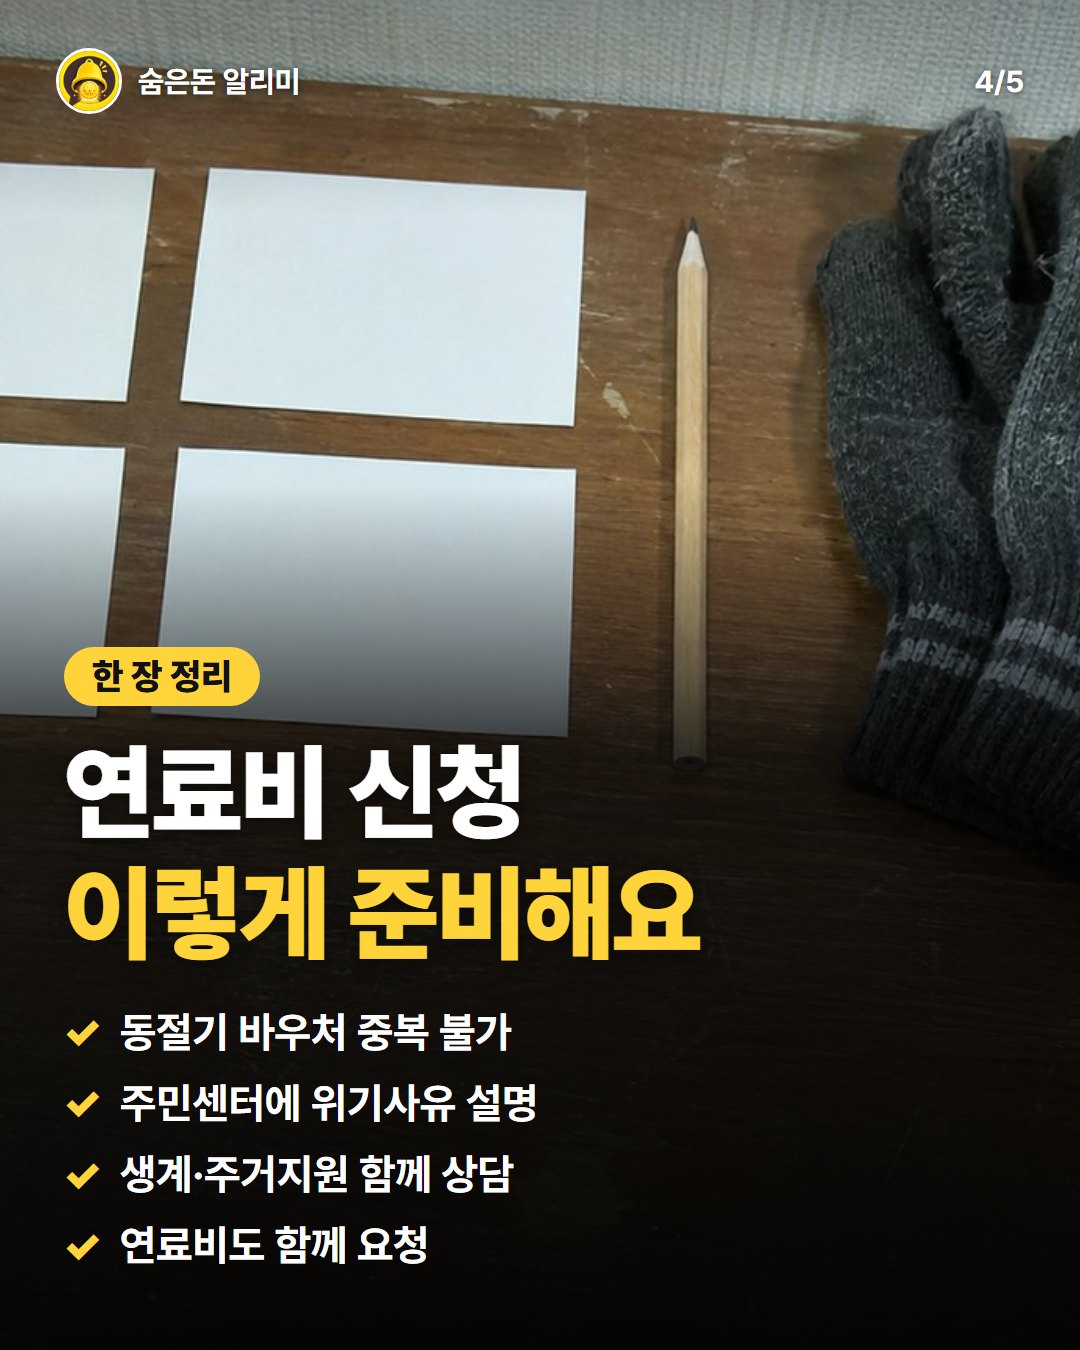 숨은돈 알리미
4/5
한 장 정리
연료비 신청
이렇게 준비해요
동절기 바우처 중복 불가
주민센터에 위기사유 설명
생계·주거지원 함께 상담
연료비도 함께 요청